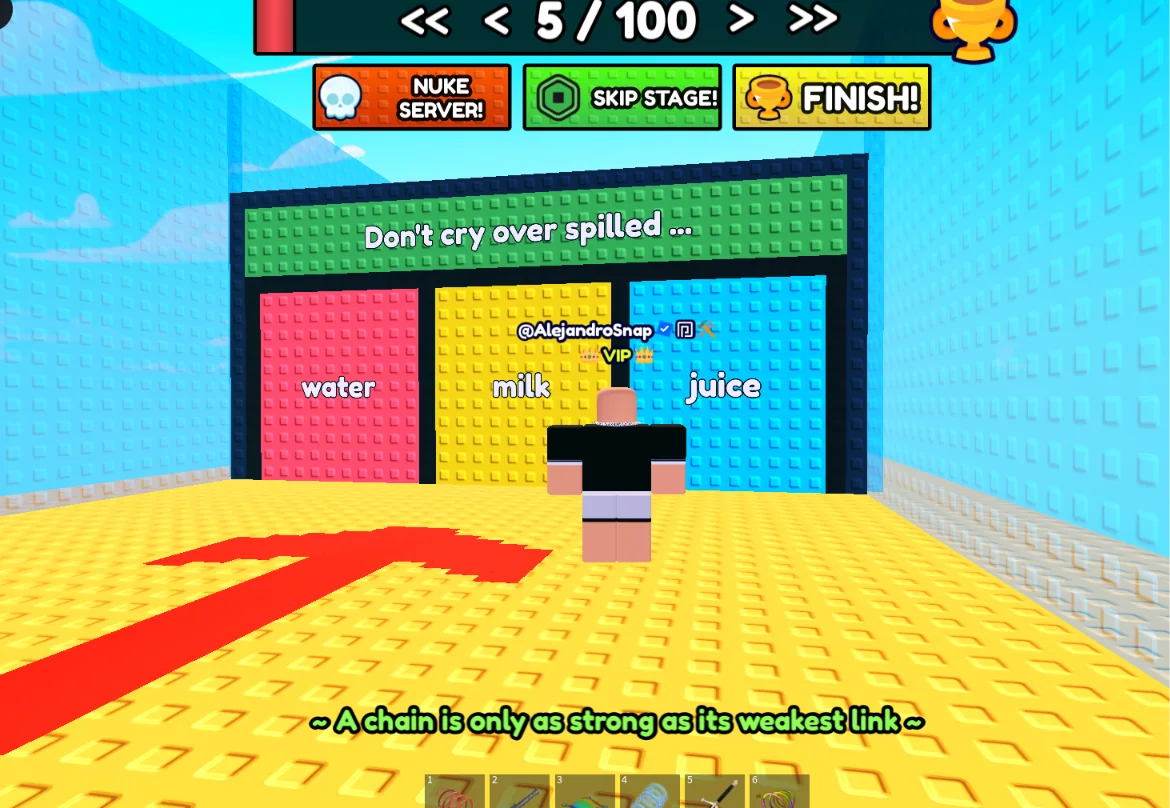 << < 5 / 100 > >>
NUKE
SERVER!
SKIP STAGE!
FINISH!
Don't cry over spilled ...
@AlejandroSnap
VIP
water
milk
juice
~ A chain is only as strong as its weakest link ~
1 2 3 4 5 6